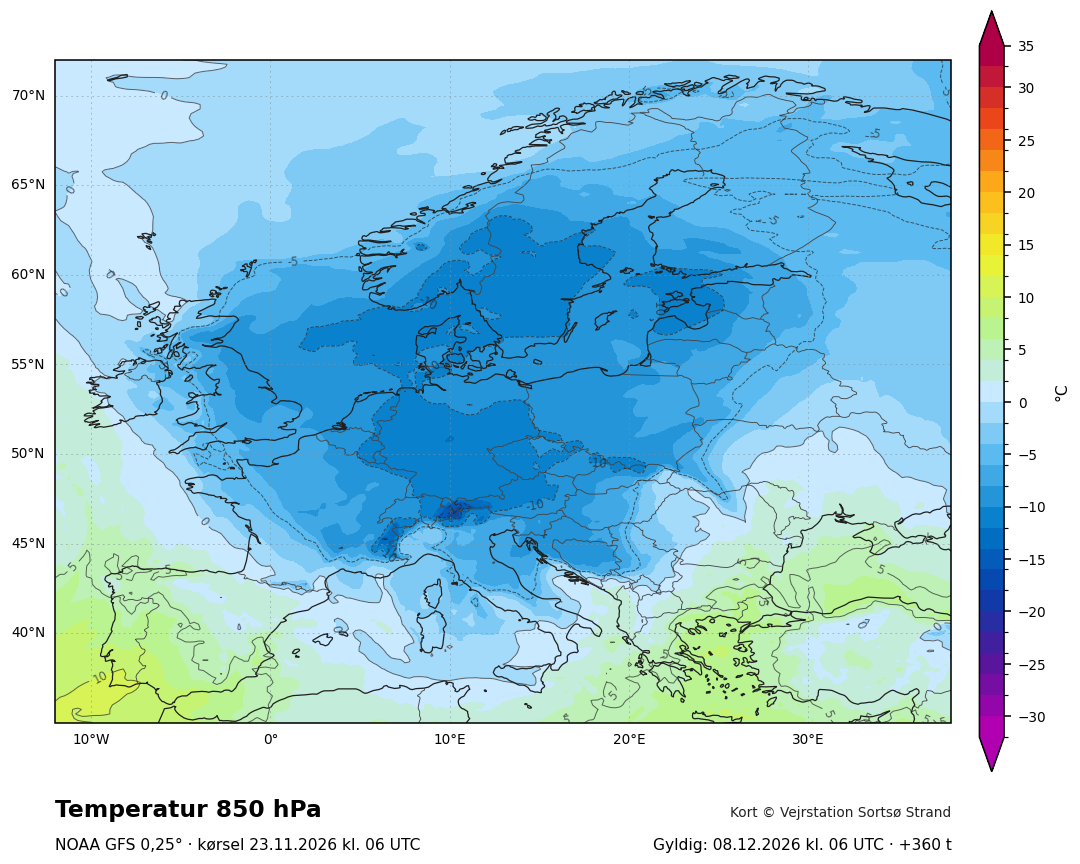 70°N
65°N
60°N
55°N
50°N
45°N
40°N
10°W 0° 10°E 20°E 30°E
35
30
25
20
15
10
5
0
−5
−10
−15
−20
−25
−30
°C
Temperatur 850 hPa
Kort © Vejrstation Sortsø Strand
NOAA GFS 0,25° · kørsel 23.11.2026 kl. 06 UTC
Gyldig: 08.12.2026 kl. 06 UTC · +360 t